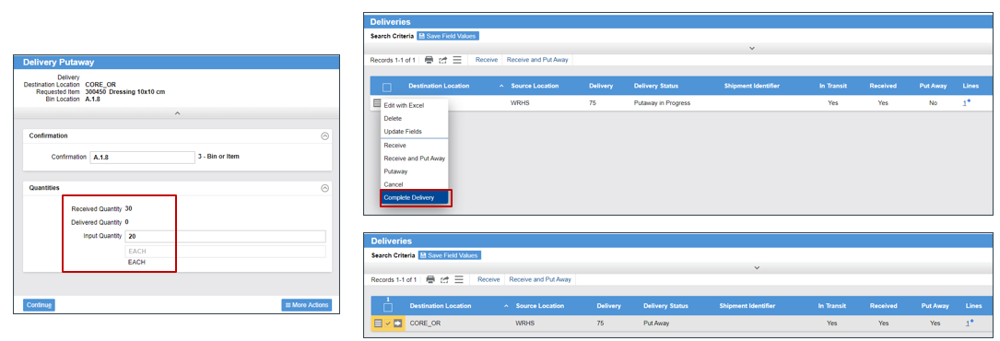 Delivery Putaway
Delivery
Destination Location CORE_OR
Requested Item 300450 Dressing 10x10 cm
Bin Location A.1.8
Confirmation
Confirmation A.1.8 3 - Bin or Item
Quantities
Received Quantity 30
Delivered Quantity 0
Input Quantity 20
EACH
EACH
Continue More Actions
Deliveries
Search Criteria Save Field Values
Records 1-1 of 1 Receive Receive and Put Away
Destination Location Source Location Delivery Delivery Status Shipment Identifier In Transit Received Put Away Lines
WRHS 75 Putaway in Progress Yes Yes No 1
Edit with Excel
Delete
Update Fields
Receive
Receive and Put Away
Putaway
Cancel
Complete Delivery
Deliveries
Search Criteria Save Field Values
Records 1-1 of 1 Receive Receive and Put Away
1 Destination Location Source Location Delivery Delivery Status Shipment Identifier In Transit Received Put Away Lines
CORE_OR WRHS 75 Put Away Yes Yes Yes 1